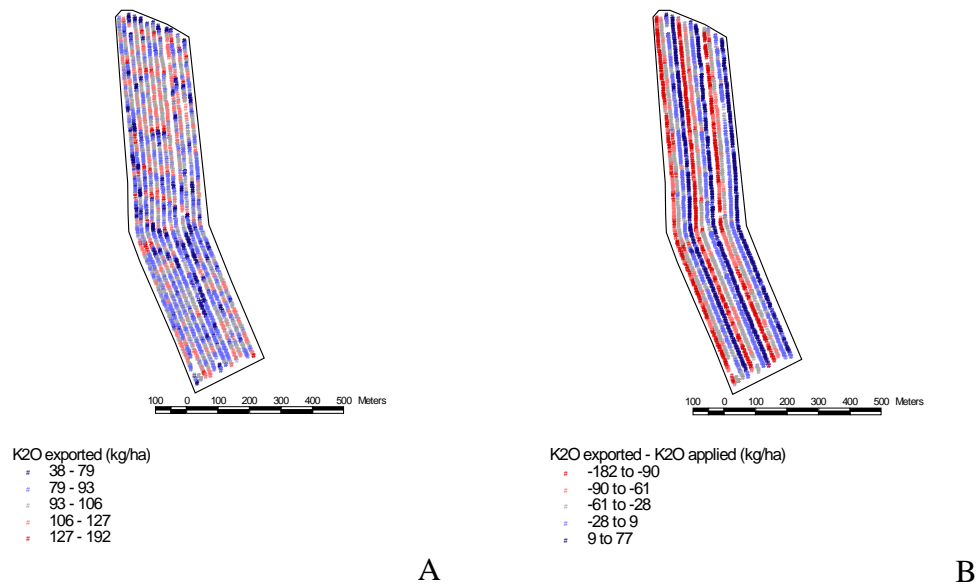 100 0 100 200 300 400 500 Meters
K2O exported (kg/ha)
# 38 - 79
# 79 - 93
# 93 - 106
# 106 - 127
# 127 - 192
A
100 0 100 200 300 400 500 Meters
K2O exported - K2O applied (kg/ha)
# -182 to -90
# -90 to -61
# -61 to -28
# -28 to 9
# 9 to 77
B